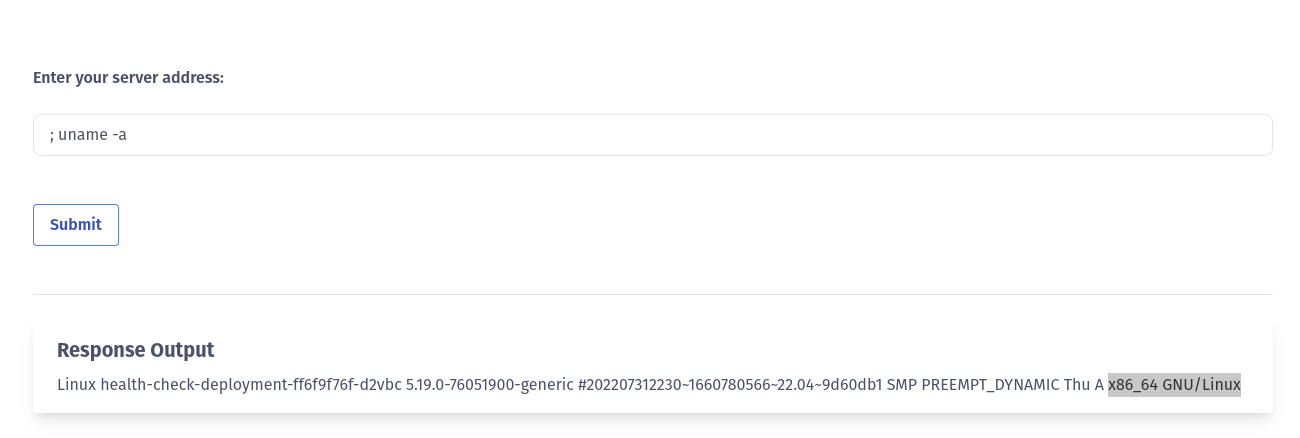 Enter your server address:
; uname -a
Submit
Response Output
Linux health-check-deployment-ff6f9f76f-d2vbc 5.19.0-76051900-generic #202207312230~1660780566~22.04~9d60db1 SMP PREEMPT_DYNAMIC Thu A x86_64 GNU/Linux